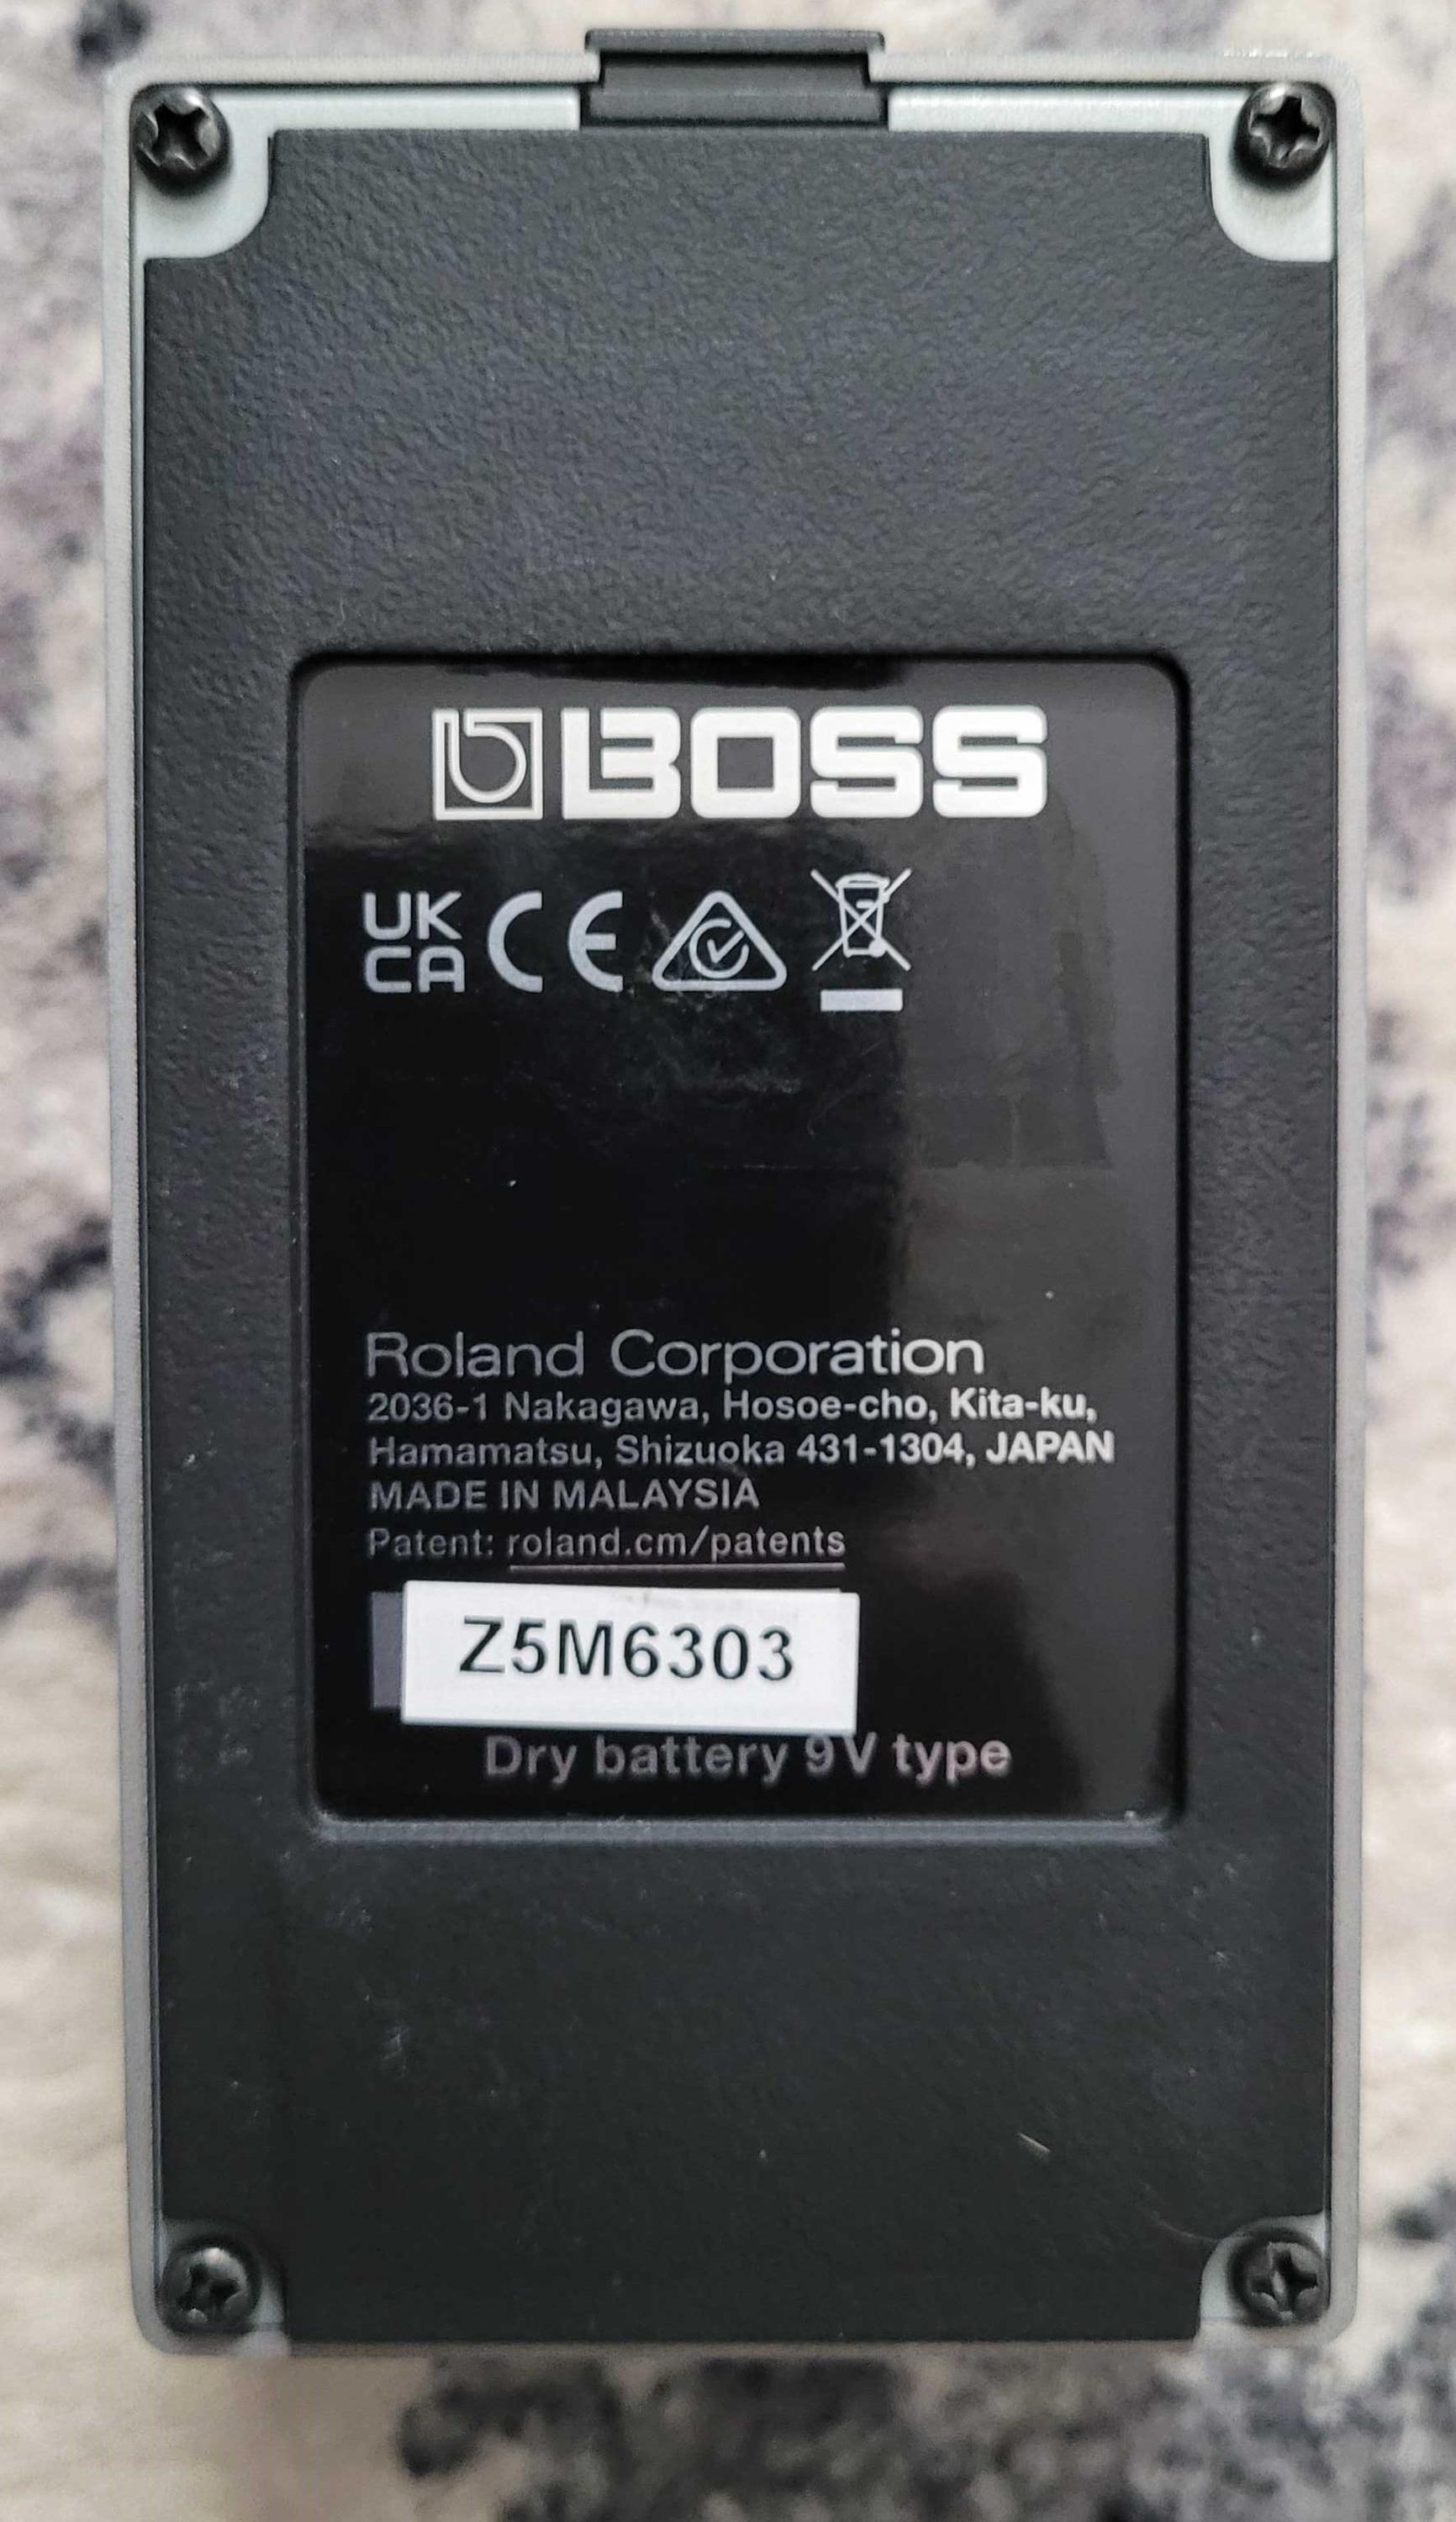 BOSS
UK
CA CE
Roland Corporation
2036-1 Nakagawa, Hosoe-cho, Kita-ku,
Hamamatsu, Shizuoka 431-1304, JAPAN
MADE IN MALAYSIA
Patent: roland.cm/patents
Z5M6303
Dry battery 9V type